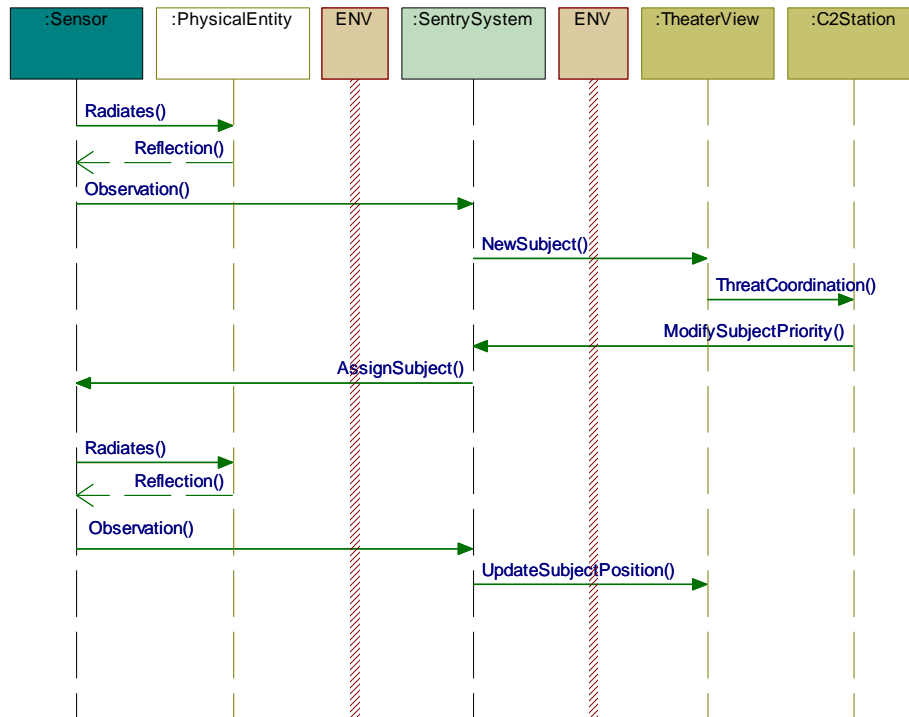 :Sensor
:PhysicalEntity
ENV
:SentrySystem
ENV
:TheaterView
:C2Station
Radiates()
Reflection()
Observation()
NewSubject()
ThreatCoordination()
ModifySubjectPriority()
AssignSubject()
Radiates()
Reflection()
Observation()
UpdateSubjectPosition()